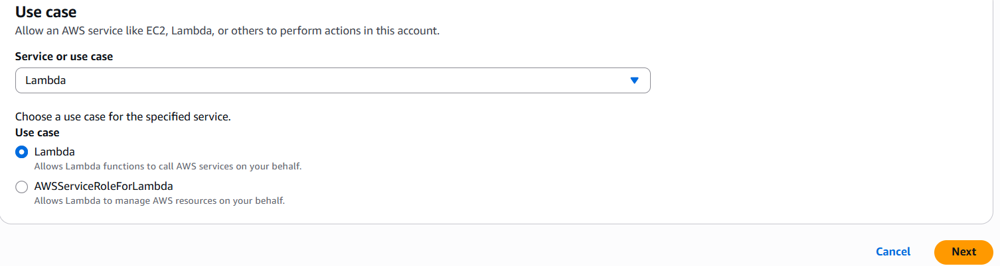 Use case
Allow an AWS service like EC2, Lambda, or others to perform actions in this account.
Service or use case
Lambda
Choose a use case for the specified service.
Use case
Lambda
Allows Lambda functions to call AWS services on your behalf.
AWSServiceRoleForLambda
Allows Lambda to manage AWS resources on your behalf.
Cancel
Next